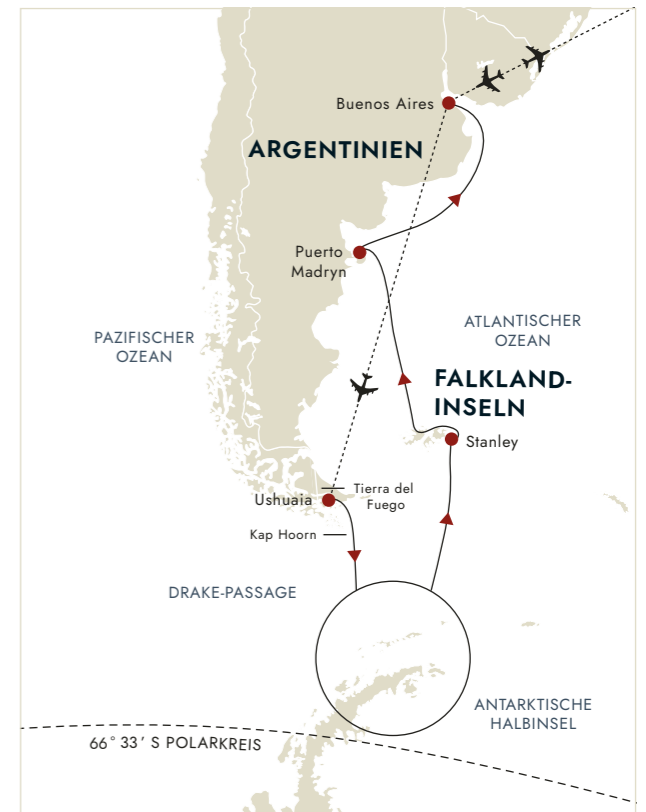 Buenos Aires
ARGENTINIEN
Puerto
Madryn
PAZIFISCHER
OZEAN
ATLANTISCHER
OZEAN
FALKLAND-
INSELN
Stanley
Tierra del
Fuego
Ushuaia
Kap Hoorn
DRAKE-PASSAGE
ANTARKTISCHE
HALBINSEL
66° 33’ S POLARKREIS